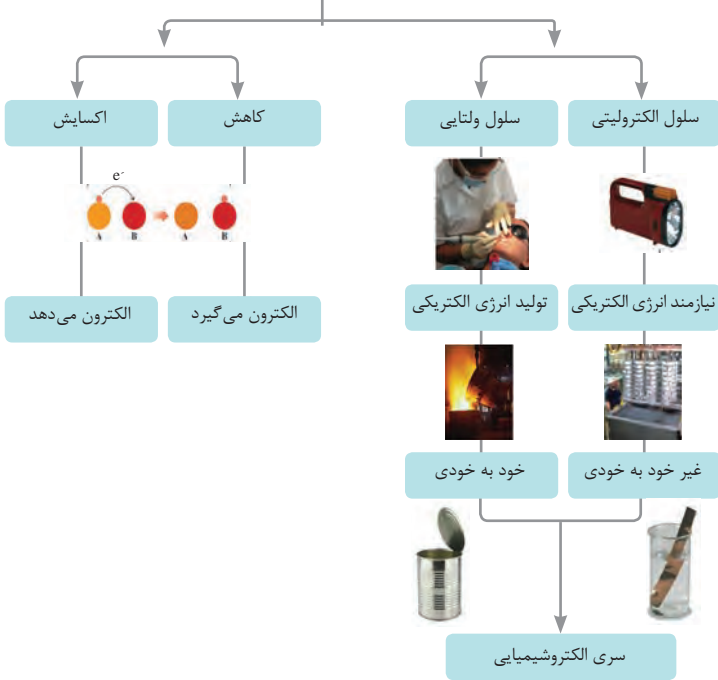 سلول الکترولیتی
سلول ولتایی
کاهش
اکسایش
e⁻
A B A B
نیازمند انرژی الکتریکی
تولید انرژی الکتریکی
الکترون می‌گیرد
الکترون می‌دهد
غیر خود به خودی
خود به خودی
سری الکتروشیمیایی